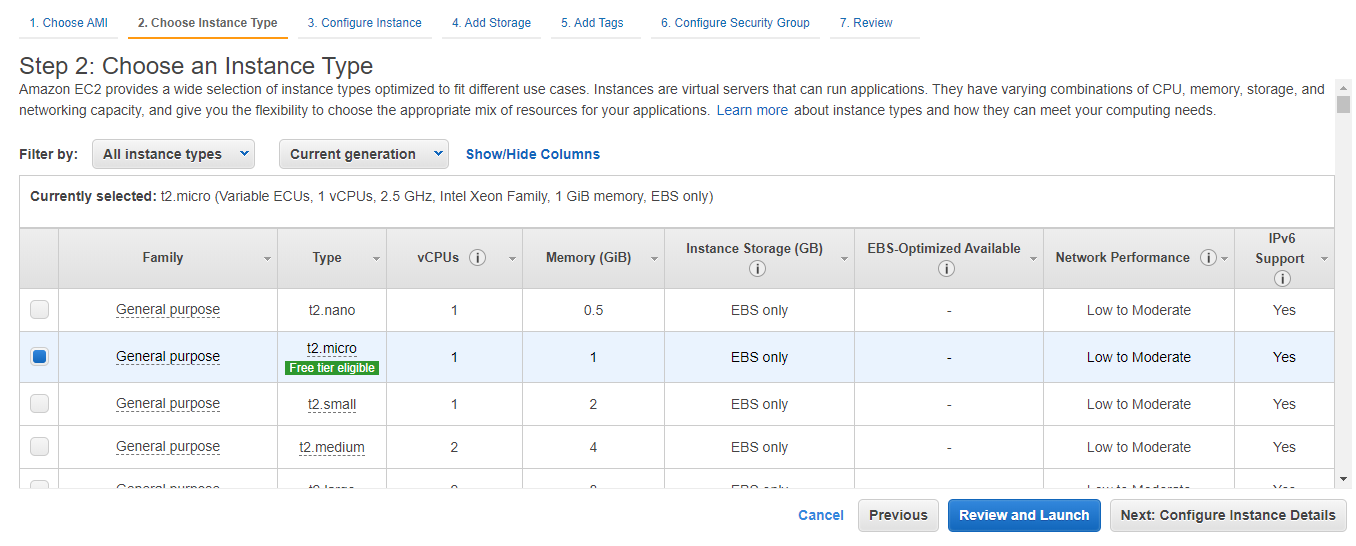 1. Choose AMI 2. Choose Instance Type 3. Configure Instance 4. Add Storage 5. Add Tags 6. Configure Security Group 7. Review
Step 2: Choose an Instance Type
Amazon EC2 provides a wide selection of instance types optimized to fit different use cases. Instances are virtual servers that can run applications. They have varying combinations of CPU, memory, storage, and
networking capacity, and give you the flexibility to choose the appropriate mix of resources for your applications. Learn more about instance types and how they can meet your computing needs.
Filter by: All instance types Current generation Show/Hide Columns
Currently selected: t2.micro (Variable ECUs, 1 vCPUs, 2.5 GHz, Intel Xeon Family, 1 GiB memory, EBS only)
Family Type vCPUs i Memory (GiB) Instance Storage (GB) i EBS-Optimized Available i Network Performance i IPv6 Support i
General purpose t2.nano 1 0.5 EBS only - Low to Moderate Yes
General purpose t2.micro Free tier eligible 1 1 EBS only - Low to Moderate Yes
General purpose t2.small 1 2 EBS only - Low to Moderate Yes
General purpose t2.medium 2 4 EBS only - Low to Moderate Yes
Cancel Previous Review and Launch Next: Configure Instance Details